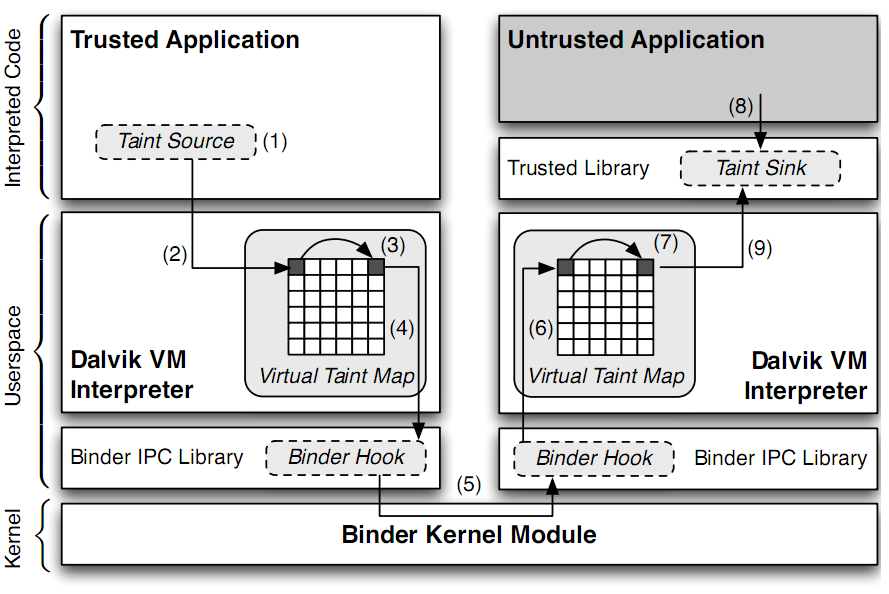 Interpreted Code
Trusted Application
Taint Source
(1)
Untrusted Application
(8)
Trusted Library
Taint Sink
Userspace
(2)
(3)
(4)
Virtual Taint Map
Dalvik VM
Interpreter
(6)
(7)
(9)
Virtual Taint Map
Dalvik VM
Interpreter
Binder IPC Library
Binder Hook
(5)
Binder Hook
Binder IPC Library
Kernel
Binder Kernel Module